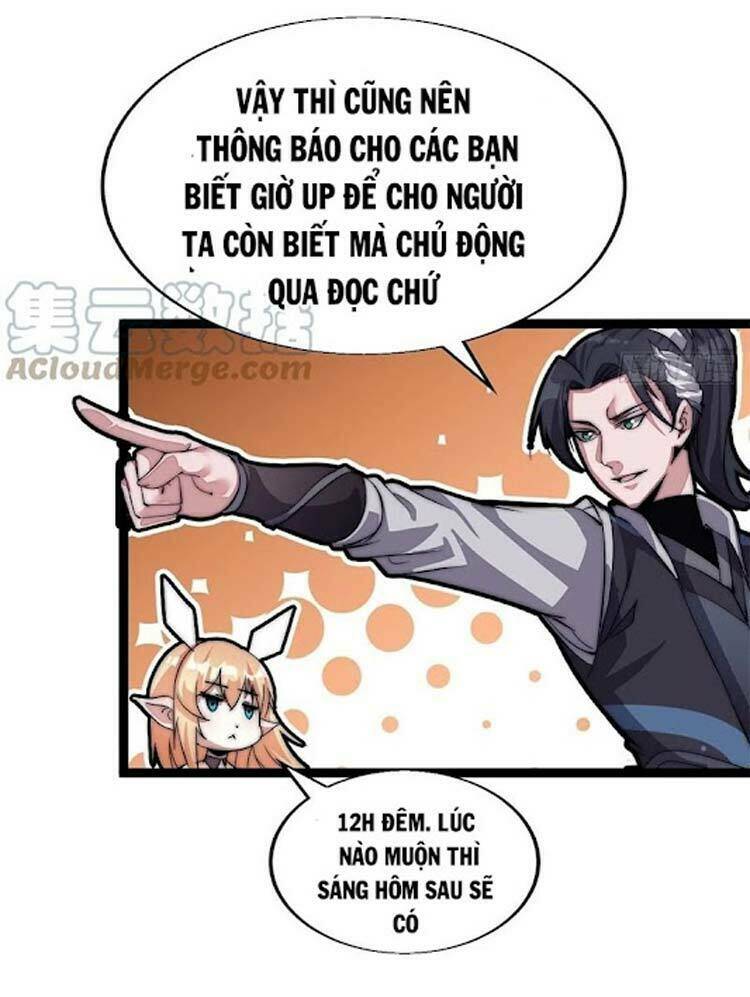 VẬY THÌ CŨNG NÊN
THÔNG BÁO CHO CÁC BẠN
BIẾT GIỜ UP ĐỂ CHO NGƯỜI
TA CÒN BIẾT MÀ CHỦ ĐỘNG
QUA ĐỌC CHỨ
集云数据
ACloudMerge.com
12H ĐÊM. LÚC
NÀO MUỘN THÌ
SÁNG HÔM SAU SẼ
CÓ